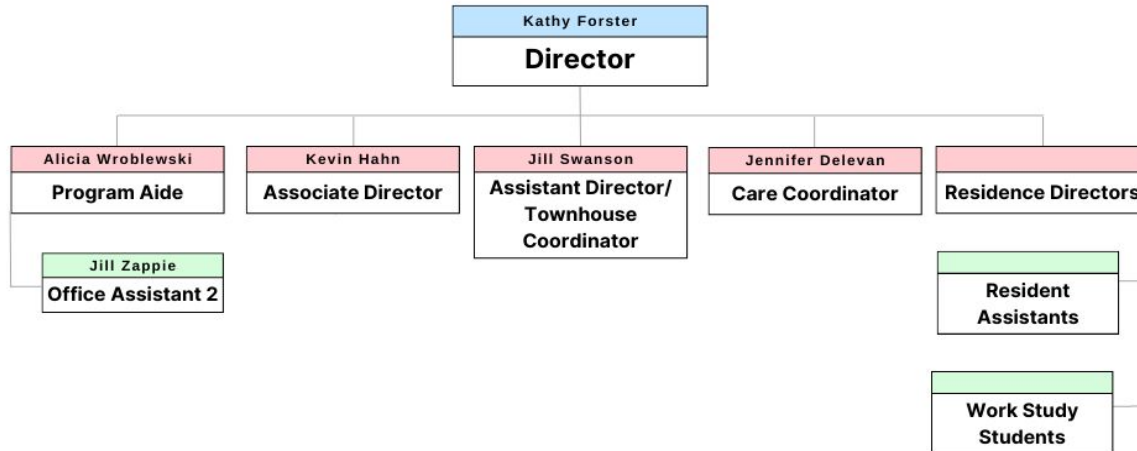 Kathy Forster
Director
Alicia Wroblewski
Program Aide
Kevin Hahn
Associate Director
Jill Swanson
Assistant Director/
Townhouse
Coordinator
Jennifer Delevan
Care Coordinator
Residence Directors
Jill Zappie
Office Assistant 2
Resident
Assistants
Work Study
Students